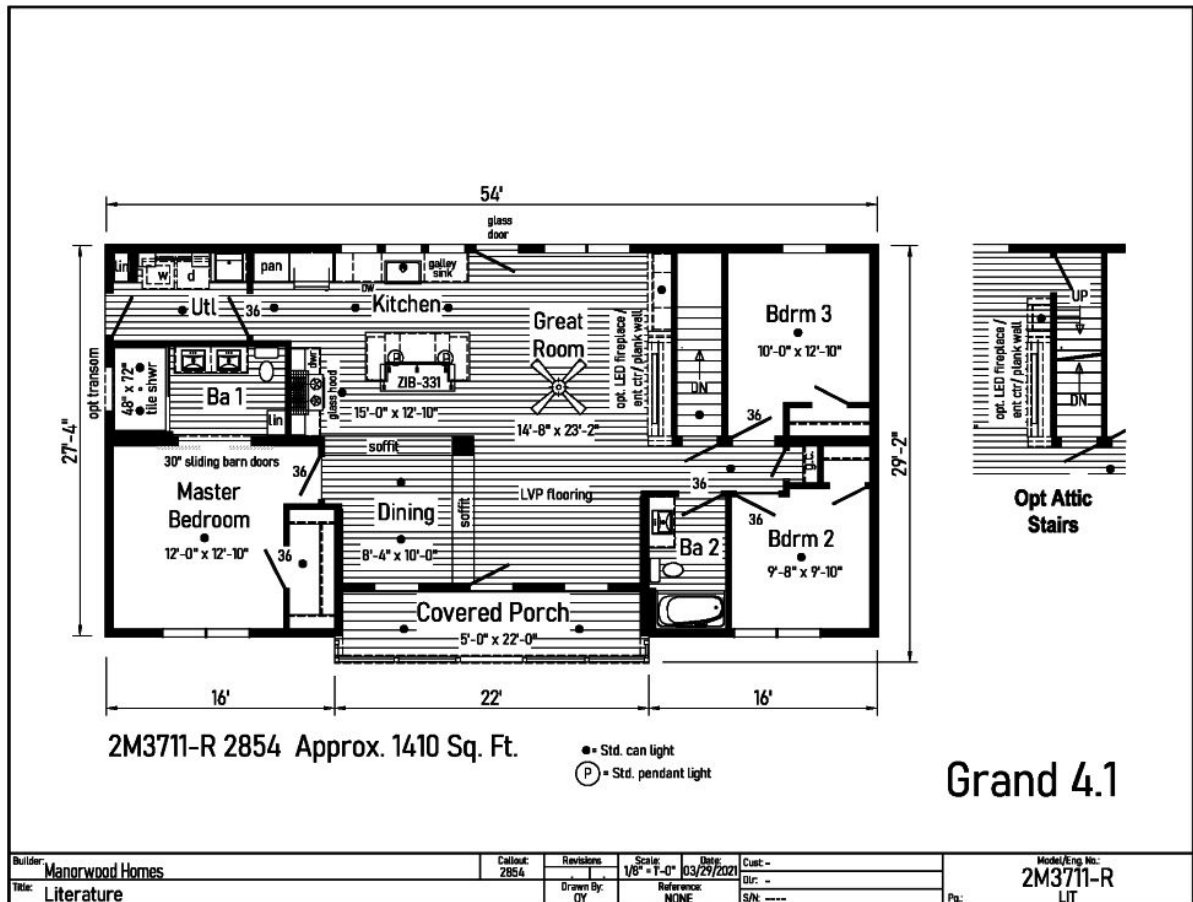 54'
glass
door
lin
w
d
pan
dw
galley
sink
Utl
36
Kitchen
Great
Room
P
P
ZIB-331
opt. LED fireplace /
ent ctr/ plank wall
DN
Bdrm 3
10'-0" x 12'-10"
36
UP
opt. LED fireplace /
ent ctr/ plank wall
DN
Opt Attic
Stairs
opt transom
48" x 72"
tile shwr
Ba 1
lin
dwr
glass hood
15'-0" x 12'-10"
14'-8" x 23'-2"
27'-4"
29'-2"
30" sliding barn doors
36
soffit
soffit
Master
Bedroom
12'-0" x 12'-10"
36
Dining
8'-4" x 10'-0"
LVP flooring
36
Ba 2
g.c.
36
Bdrm 2
9'-8" x 9'-10"
Covered Porch
5'-0" x 22'-0"
16'
22'
16'
2M3711-R 2854 Approx. 1410 Sq. Ft.
●= Std. can light
P = Std. pendant light
Grand 4.1
Builder: Manorwood Homes
Callout: 2854
Revisions
Scale: 1/8" = 1'-0"
Date: 03/29/2021
Cust: -
Model/Eng. No.: 2M3711-R
Title: Literature
Drawn By: OY
Reference: NONE
Dlr: -
S/N: ----
Pg.: LIT